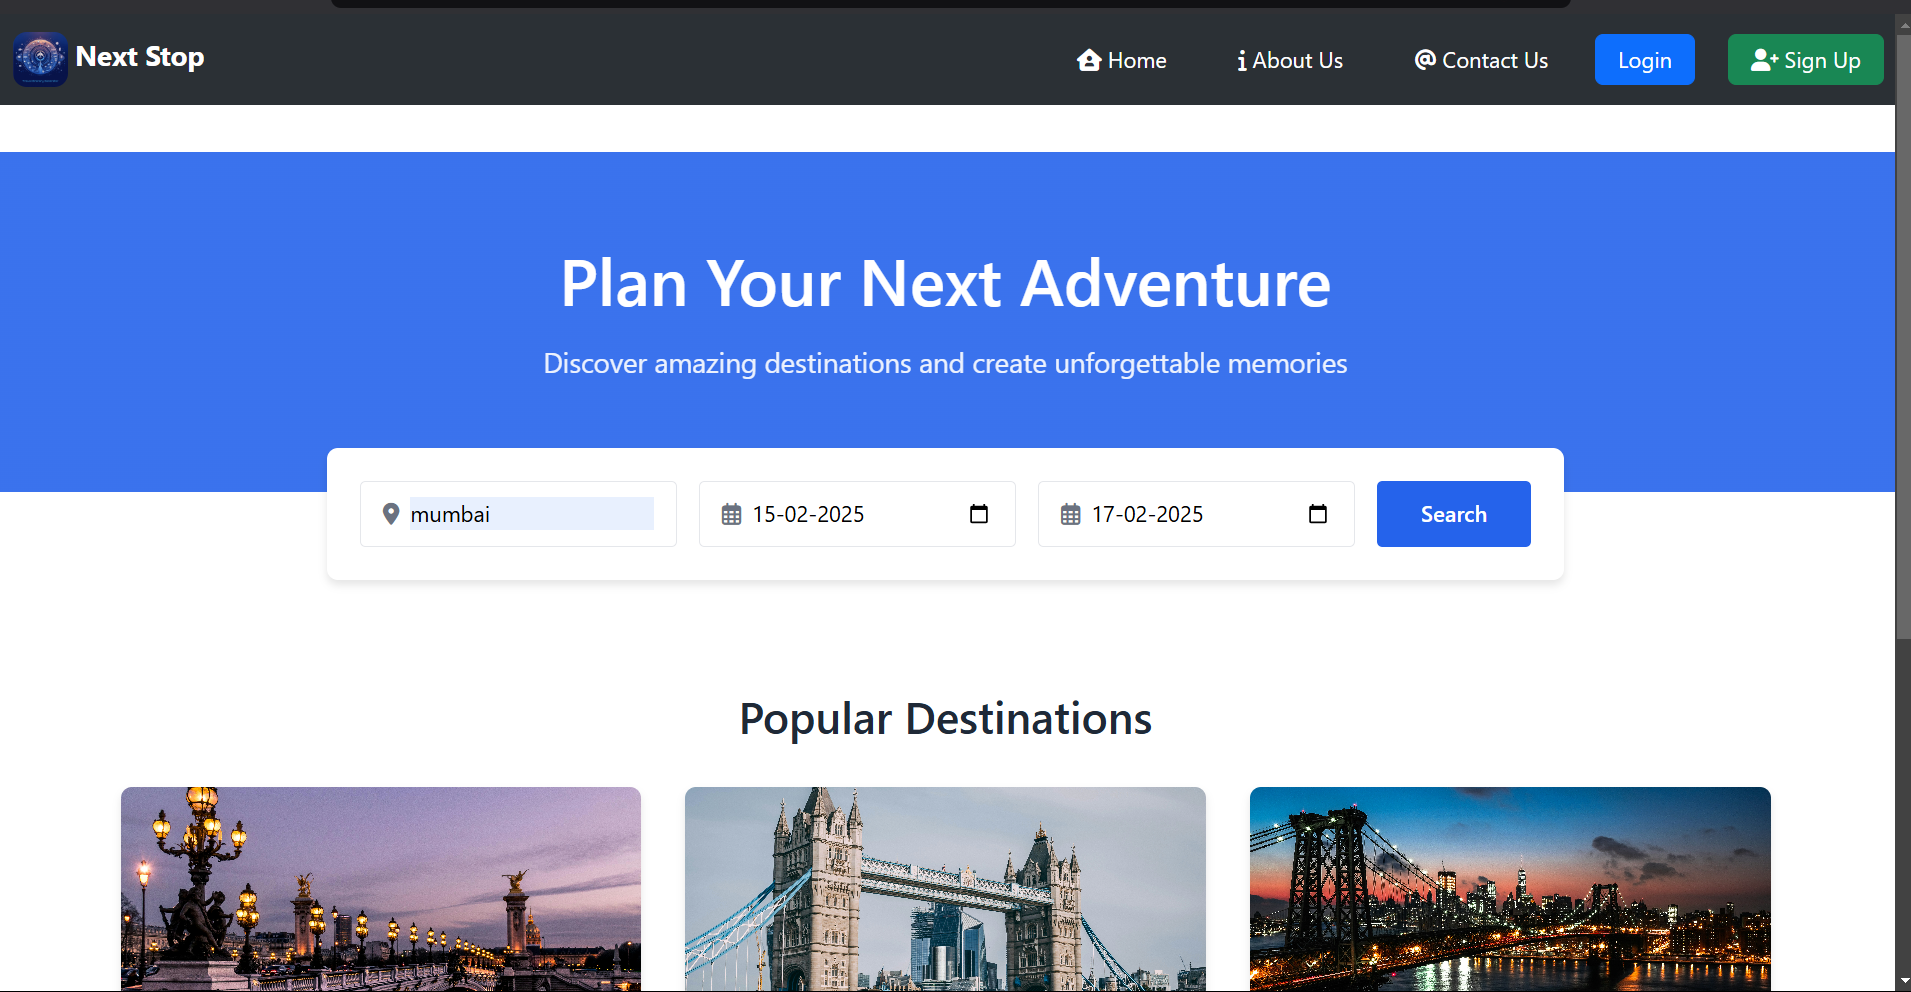 Next Stop
Home
About Us
Contact Us
Login
Sign Up
Plan Your Next Adventure
Discover amazing destinations and create unforgettable memories
mumbai
15-02-2025
17-02-2025
Search
Popular Destinations